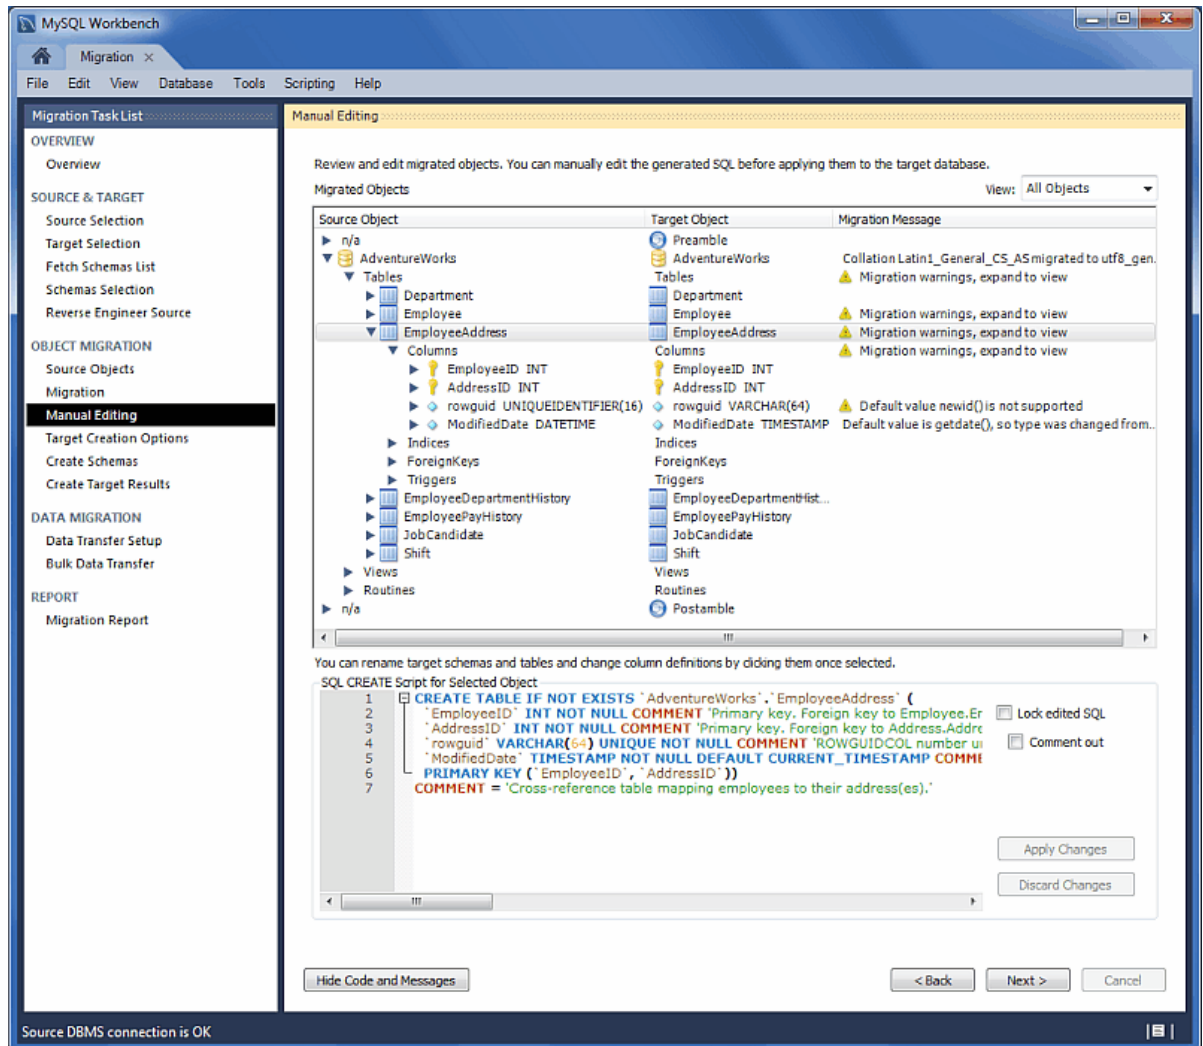 MySQL Workbench
Migration
File Edit View Database Tools Scripting Help
Migration Task List
OVERVIEW
Overview
SOURCE & TARGET
Source Selection
Target Selection
Fetch Schemas List
Schemas Selection
Reverse Engineer Source
OBJECT MIGRATION
Source Objects
Migration
Manual Editing
Target Creation Options
Create Schemas
Create Target Results
DATA MIGRATION
Data Transfer Setup
Bulk Data Transfer
REPORT
Migration Report
Manual Editing
Review and edit migrated objects. You can manually edit the generated SQL before applying them to the target database.
Migrated Objects View: All Objects
Source Object Target Object Migration Message
n/a Preamble
AdventureWorks AdventureWorks Collation Latin1_General_CS_AS migrated to utf8_gen.
Tables Tables Migration warnings, expand to view
Department Department
Employee Employee Migration warnings, expand to view
EmployeeAddress EmployeeAddress Migration warnings, expand to view
Columns Columns Migration warnings, expand to view
EmployeeID INT EmployeeID INT
AddressID INT AddressID INT
rowguid UNIQUEIDENTIFIER(16) rowguid VARCHAR(64) Default value newid() is not supported
ModifiedDate DATETIME ModifiedDate TIMESTAMP Default value is getdate(), so type was changed from..
Indices Indices
ForeignKeys ForeignKeys
Triggers Triggers
EmployeeDepartmentHistory EmployeeDepartmentHist...
EmployeePayHistory EmployeePayHistory
JobCandidate JobCandidate
Shift Shift
Views Views
Routines Routines
n/a Postamble
You can rename target schemas and tables and change column definitions by clicking them once selected.
SQL CREATE Script for Selected Object
1 CREATE TABLE IF NOT EXISTS `AdventureWorks`.`EmployeeAddress` (
2 `EmployeeID` INT NOT NULL COMMENT 'Primary key. Foreign key to Employee.Er
3 `AddressID` INT NOT NULL COMMENT 'Primary key. Foreign key to Address.Addre
4 `rowguid` VARCHAR(64) UNIQUE NOT NULL COMMENT 'ROWGUIDCOL number ui
5 `ModifiedDate` TIMESTAMP NOT NULL DEFAULT CURRENT_TIMESTAMP COMME
6 PRIMARY KEY (`EmployeeID`, `AddressID`))
7 COMMENT = 'Cross-reference table mapping employees to their address(es).'
Lock edited SQL
Comment out
Apply Changes
Discard Changes
Hide Code and Messages < Back Next > Cancel
Source DBMS connection is OK